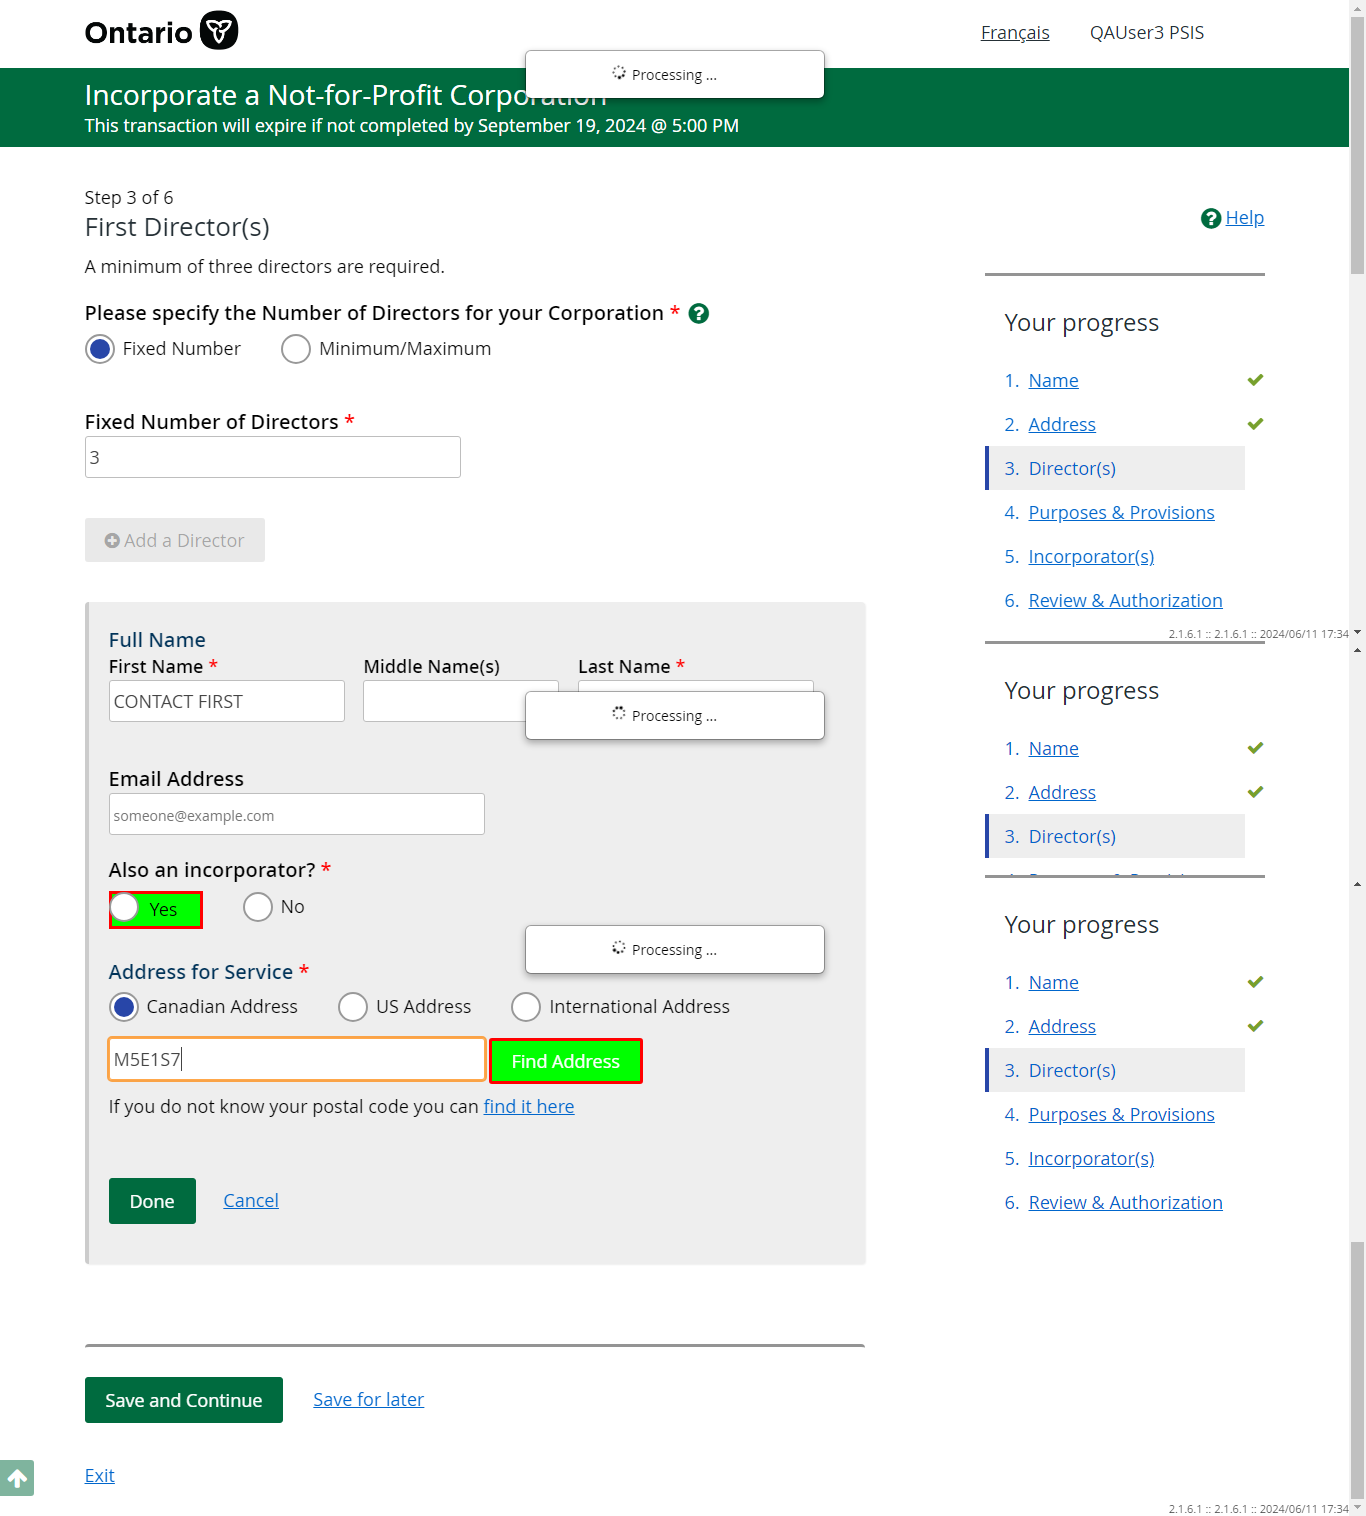 Ontario
Français
QAUser3 PSIS
Processing ...
Incorporate a Not-for-Profit Corporation
This transaction will expire if not completed by September 19, 2024 @ 5:00 PM
Step 3 of 6
First Director(s)
Help
A minimum of three directors are required.
Please specify the Number of Directors for your Corporation * ?
Fixed Number
Minimum/Maximum
Fixed Number of Directors *
3
Add a Director
Your progress
1. Name
2. Address
3. Director(s)
4. Purposes & Provisions
5. Incorporator(s)
6. Review & Authorization
2.1.6.1 :: 2.1.6.1 :: 2024/06/11 17:34
Full Name
First Name *
Middle Name(s)
Last Name *
CONTACT FIRST
Processing ...
Email Address
someone@example.com
Also an incorporator? *
Yes
No
Your progress
1. Name
2. Address
3. Director(s)
Processing ...
Address for Service *
Canadian Address
US Address
International Address
M5E1S7
Find Address
If you do not know your postal code you can find it here
Done
Cancel
Your progress
1. Name
2. Address
3. Director(s)
4. Purposes & Provisions
5. Incorporator(s)
6. Review & Authorization
Save and Continue
Save for later
Exit
2.1.6.1 :: 2.1.6.1 :: 2024/06/11 17:34